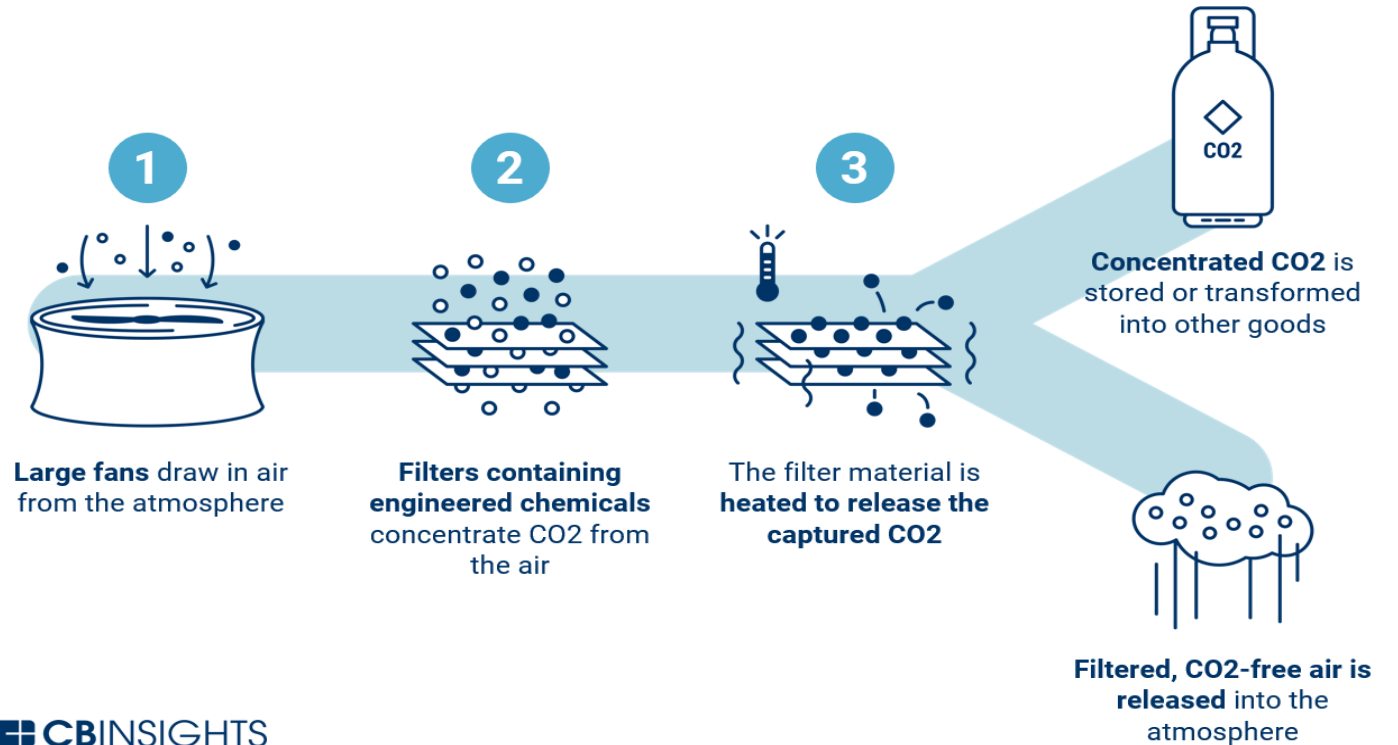 1
2
3
CO2
Large fans draw in air
from the atmosphere
Filters containing
engineered chemicals
concentrate CO2 from
the air
The filter material is
heated to release the
captured CO2
Concentrated CO2 is
stored or transformed
into other goods
Filtered, CO2-free air is
released into the
atmosphere
CBINSIGHTS